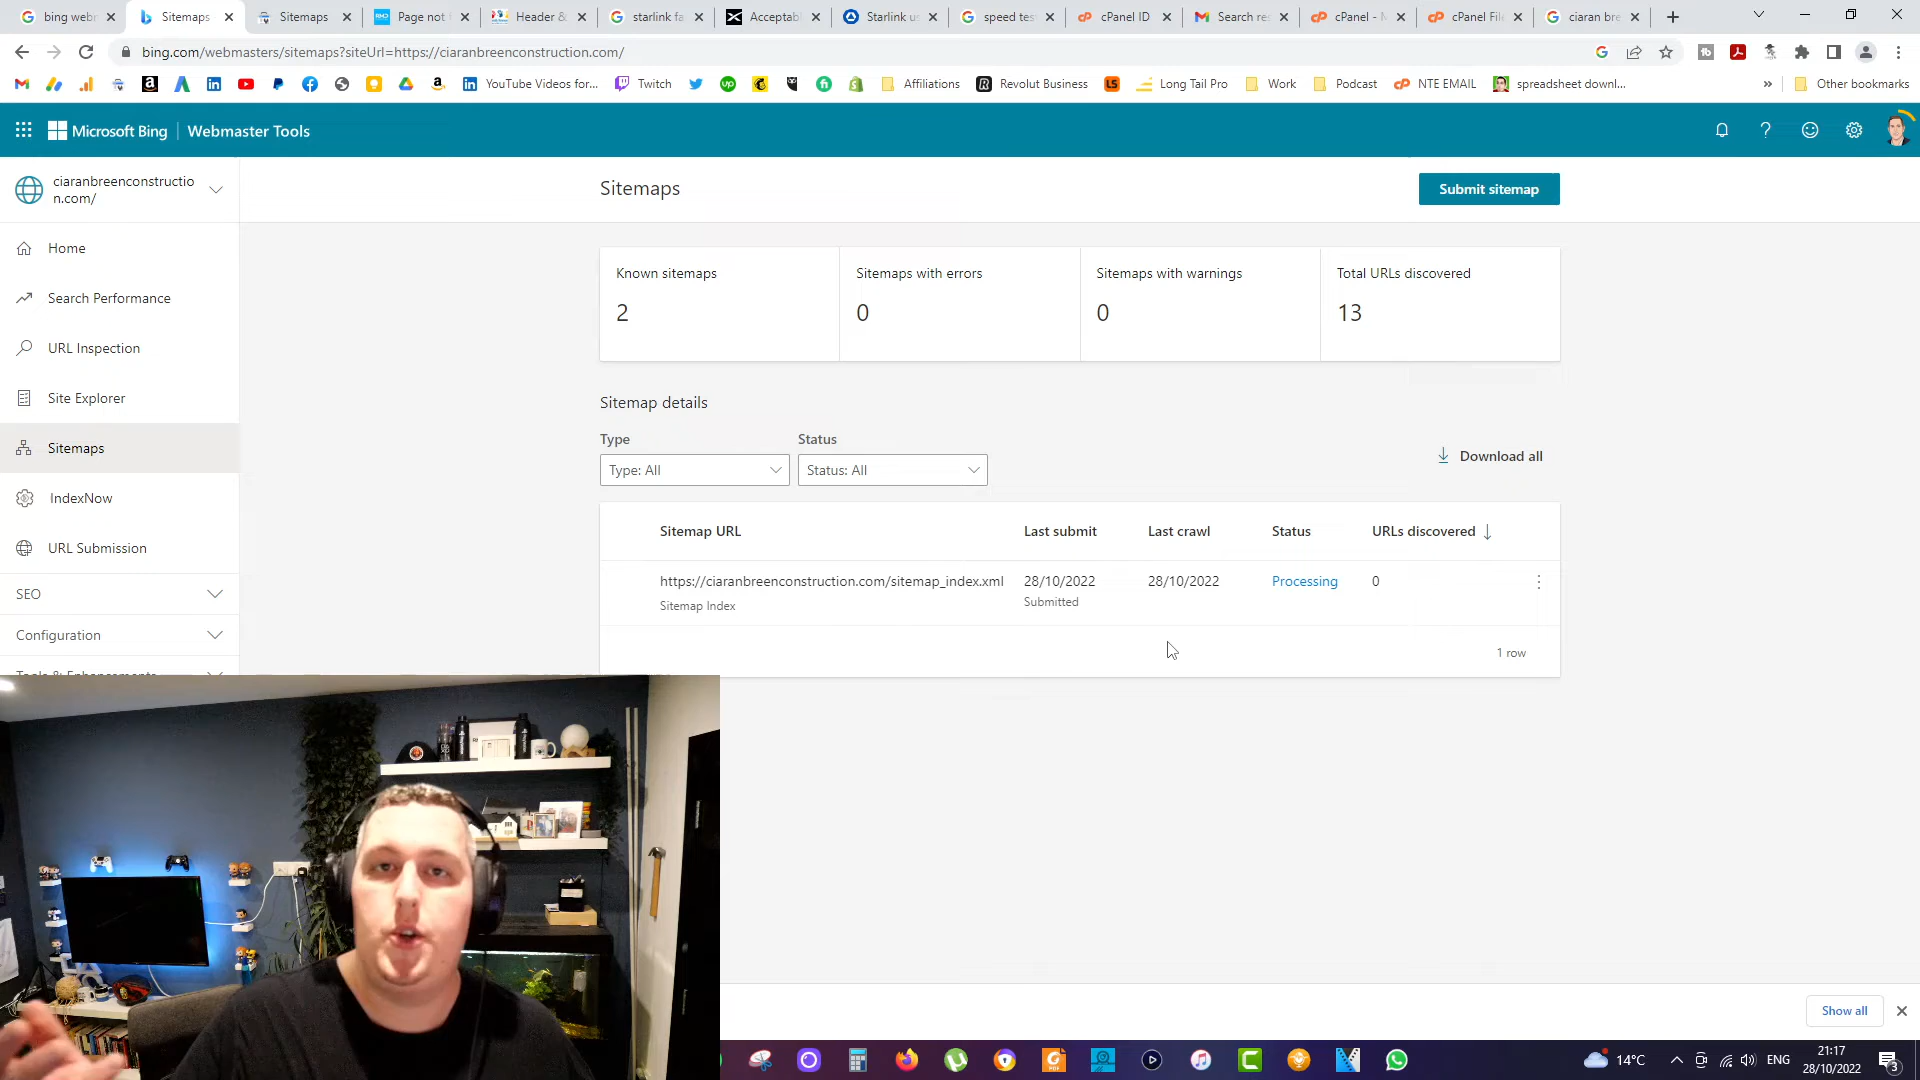 bing webm
Sitemaps
Sitemaps
Page not f
Header &
starlink fa
Acceptabl
Starlink us
speed tes
cPanel ID
Search res
cPanel - M
cPanel File
ciaran bre
bing.com/webmasters/sitemaps?siteUrl=https://ciaranbreenconstruction.com/
YouTube Videos for...
Twitch
Affiliations
Revolut Business
Long Tail Pro
Work
Podcast
NTE EMAIL
spreadsheet downl...
Other bookmarks
Microsoft Bing
Webmaster Tools
ciaranbreenconstructio
n.com/
Home
Search Performance
URL Inspection
Site Explorer
Sitemaps
IndexNow
URL Submission
SEO
Configuration
Sitemaps
Submit sitemap
Known sitemaps
2
Sitemaps with errors
0
Sitemaps with warnings
0
Total URLs discovered
13
Sitemap details
Type
Status
Type: All
Status: All
Download all
Sitemap URL
Last submit
Last crawl
Status
URLs discovered
https://ciaranbreenconstruction.com/sitemap_index.xml
28/10/2022
28/10/2022
Processing
0
Sitemap Index
Submitted
1 row
Show all
14°C
ENG
21:17
28/10/2022
3